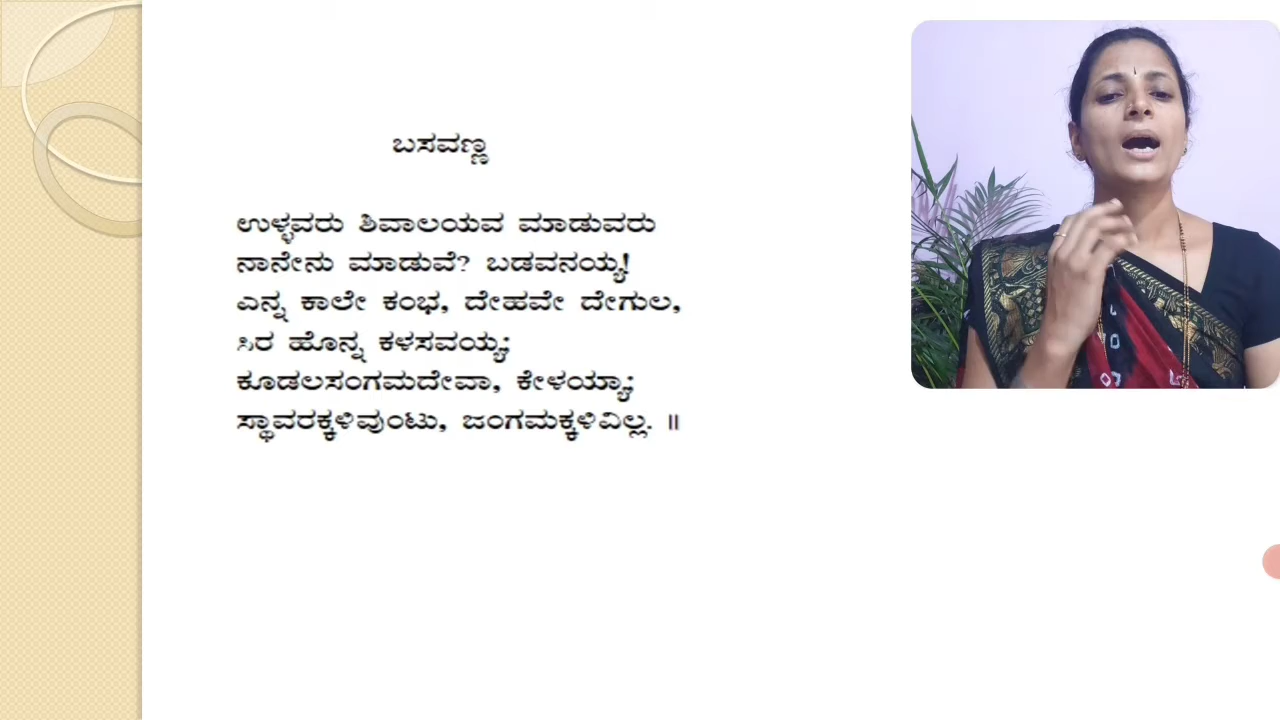 ಬಸವಣ್ಣ
ಉಳ್ಳವರು ಶಿವಾಲಯವ ಮಾಡುವರು
ನಾನೇನು ಮಾಡುವೆ? ಬಡವನಯ್ಯ!
ಎನ್ನ ಕಾಲೇ ಕಂಭ, ದೇಹವೇ ದೇಗುಲ,
ಸಿರ ಹೊನ್ನ ಕಳಸವಯ್ಯ;
ಕೂಡಲಸಂಗಮದೇವಾ, ಕೇಳಯ್ಯಾ;
ಸ್ಥಾವರಕ್ಕಳಿವುಂಟು, ಜಂಗಮಕ್ಕಳಿವಿಲ್ಲ. ॥